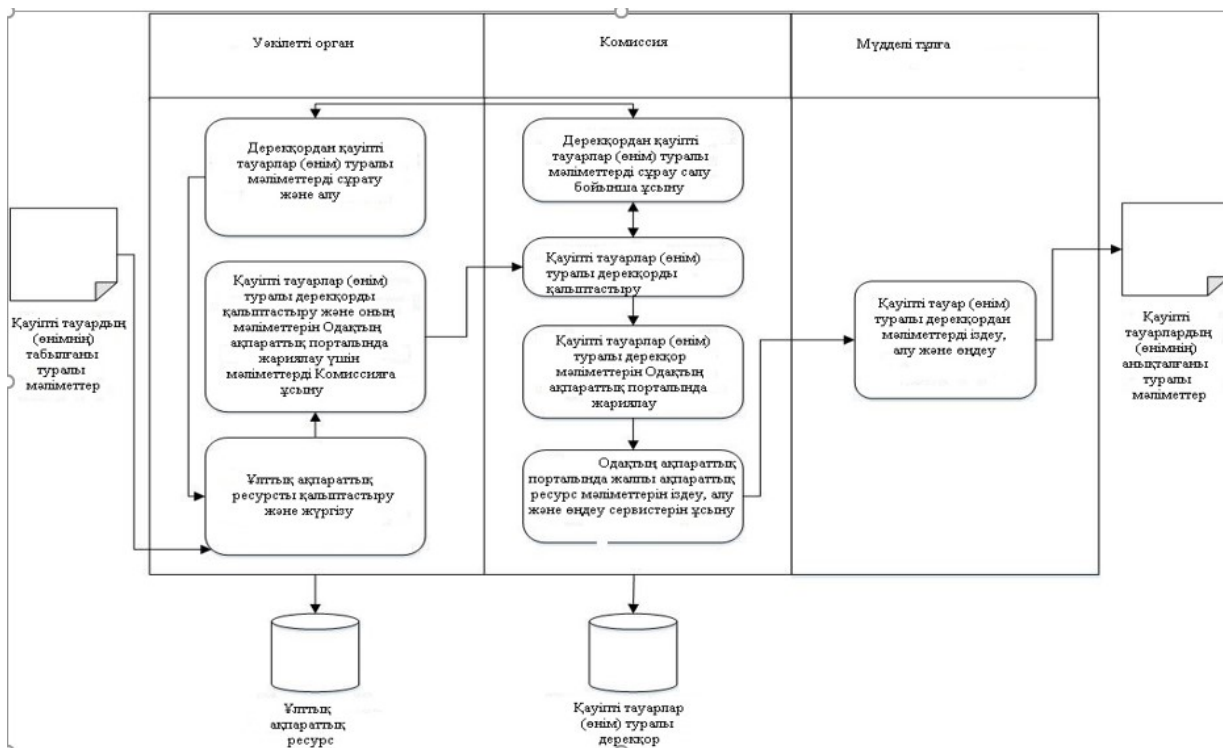 Уәкілетті орган
Комиссия
Мүдделі тұлға
Дерекқордан қауіпті
тауарлар (өнім) туралы
мәліметтерді сұрату
және алу
Дерекқордан қауіпті
тауарлар (өнім) туралы
мәліметтерді сұрау салу
бойынша ұсыну
Қауіпті тауардың
(өнімнің)
табылғаны
туралы
мәліметтер
Қауіпті тауарлар (өнім)
туралы дерекқорды
қалыптастыру және оның
мәліметтерін Одақтың
ақпараттық порталында
жариялау үшін
мәліметтерді Комиссияға
ұсыну
Қауіпті тауарлар (өнім)
туралы дерекқорды
қалыптастыру
Қауіпті тауарлар (өнім)
туралы дерекқор
мәліметтерін Одақтың
ақпараттық порталында
жариялау
Қауіпті тауар (өнім)
туралы дерекқордан
мәліметтерді іздеу,
алу және өңдеу
Қауіпті
тауарлардың
(өнімнің)
анықталғаны
туралы
мәліметтер
Ұлттық ақпараттық
ресурсты қалыптастыру
және жүргізу
Одақтың ақпараттық
порталында жалпы ақпараттық
ресурс мәліметтерін іздеу, алу
және өңдеу сервистерін ұсыну
Ұлттық
ақпараттық
ресурс
Қауіпті тауарлар
(өнім) туралы
дерекқор